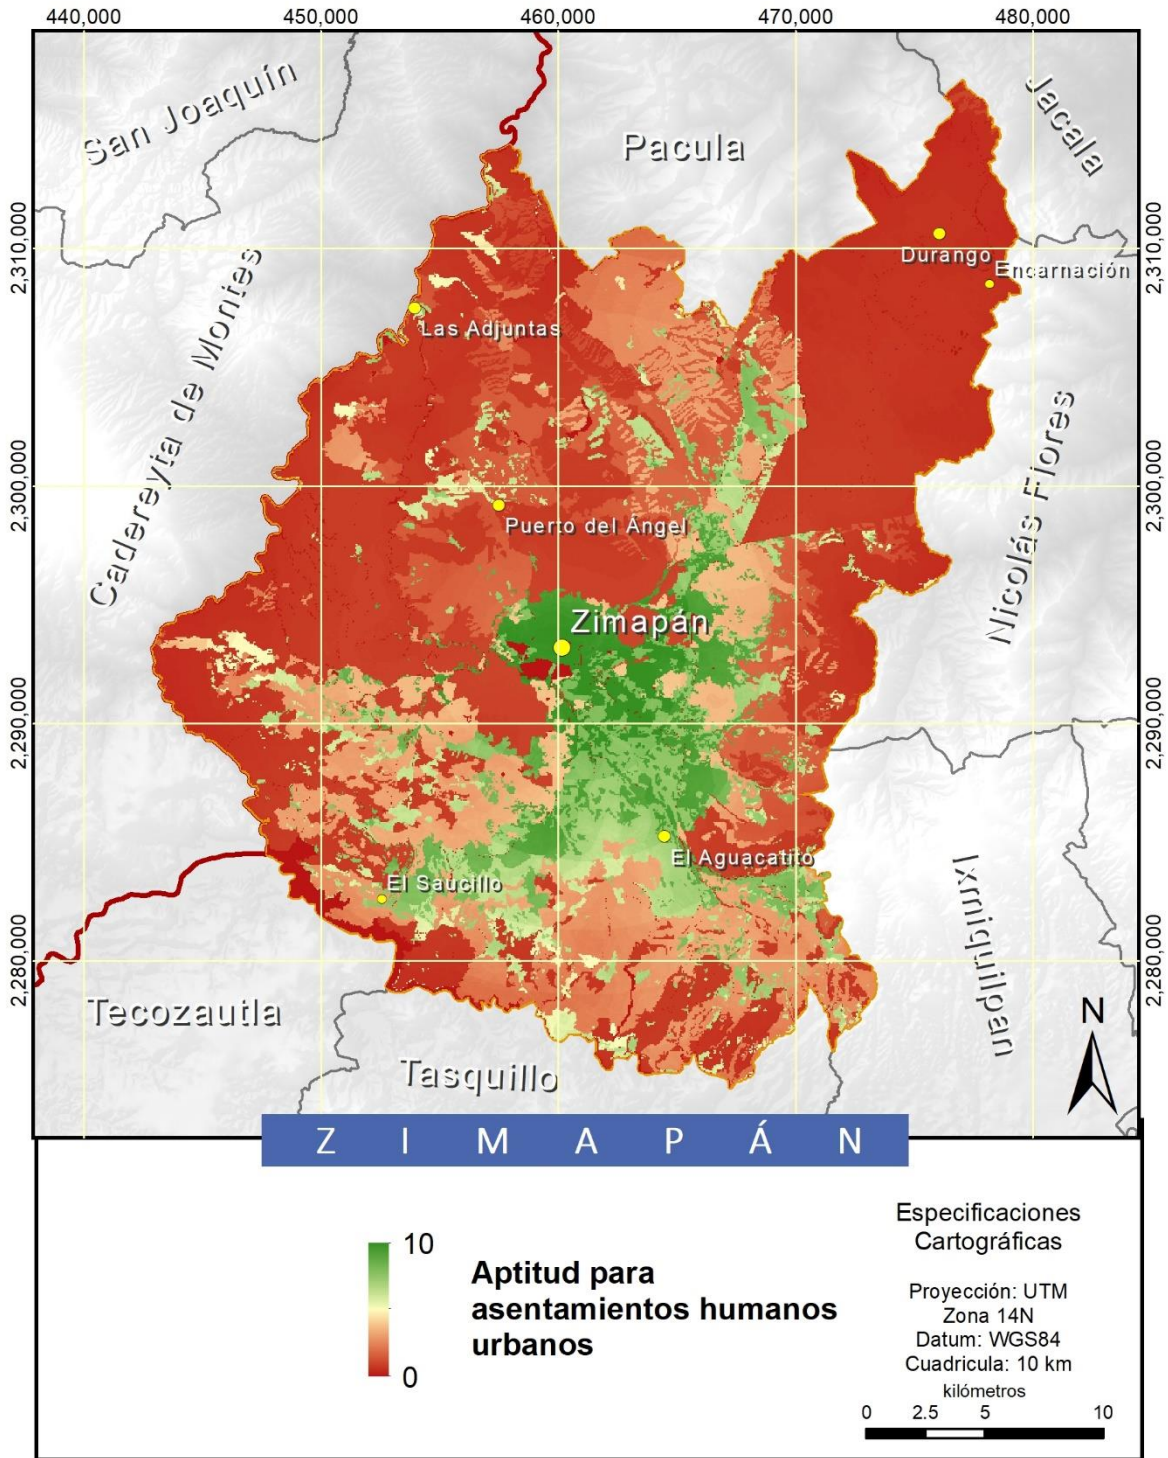 440,000 450,000 460,000 470,000 480,000
San Joaquín
Pacula
Jacala
2,310,000
2,310,000
Durango
Encarnación
Las Adjuntas
Cadereyta de Montes
Nicolás Flores
2,300,000
2,300,000
Puerto del Ángel
Zimapán
2,290,000
2,290,000
El Aguacatito
El Saucillo
Ixmiquilpan
2,280,000
2,280,000
Tecozautla
Tasquillo
N
Z I M A P Á N
10
0
Aptitud para
asentamientos humanos
urbanos
Especificaciones
Cartográficas
Proyección: UTM
Zona 14N
Datum: WGS84
Cuadricula: 10 km
kilómetros
0 2.5 5 10